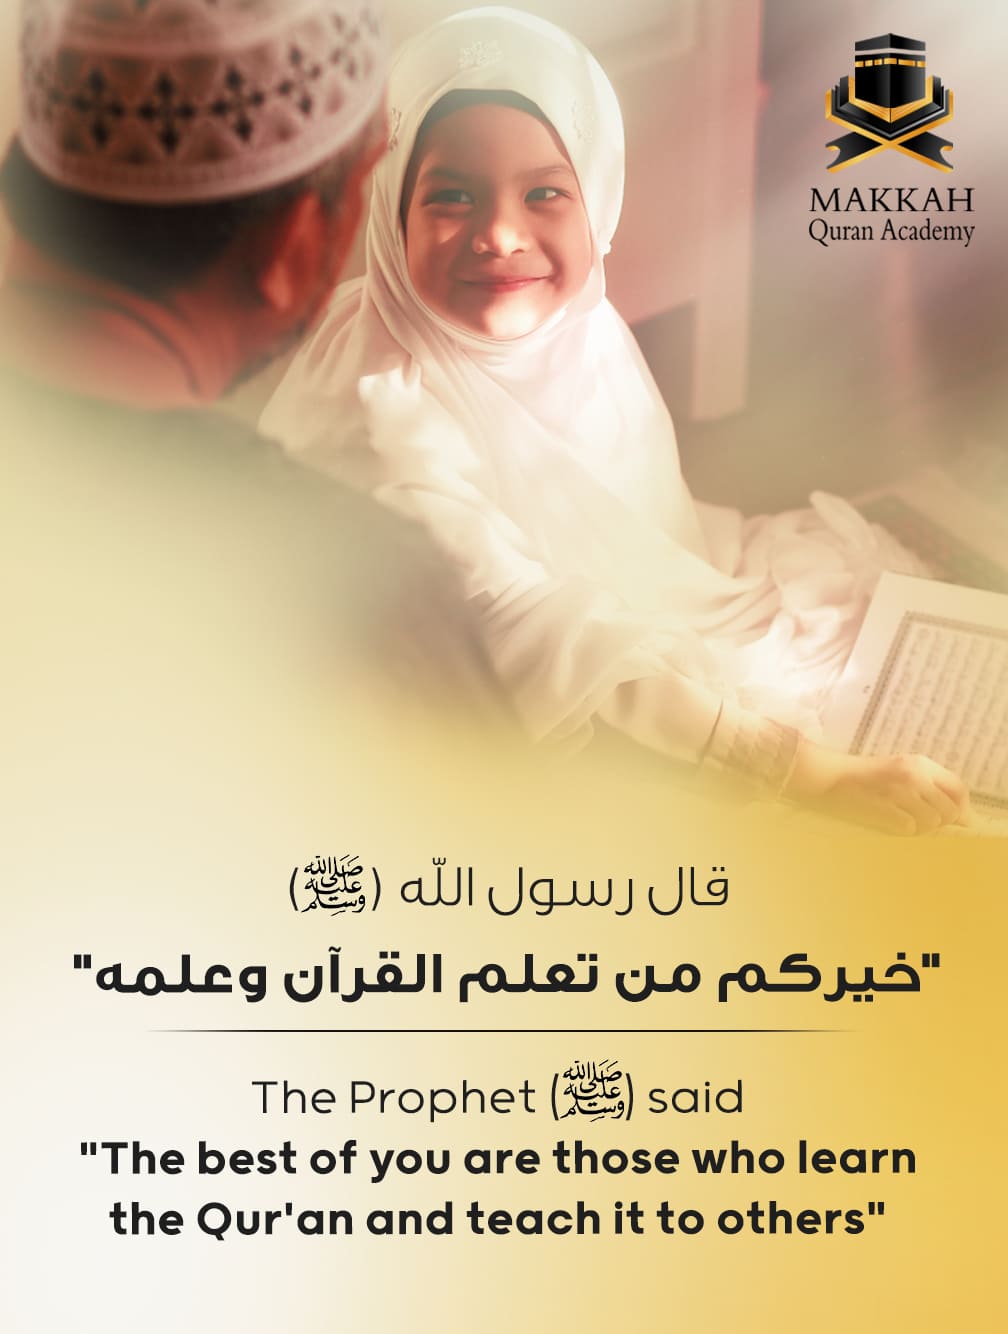 MAKKAH
Quran Academy
قال رسول الله (ﷺ)
"خيركم من تعلم القرآن وعلمه"
The Prophet (ﷺ) said
"The best of you are those who learn
the Qur'an and teach it to others"